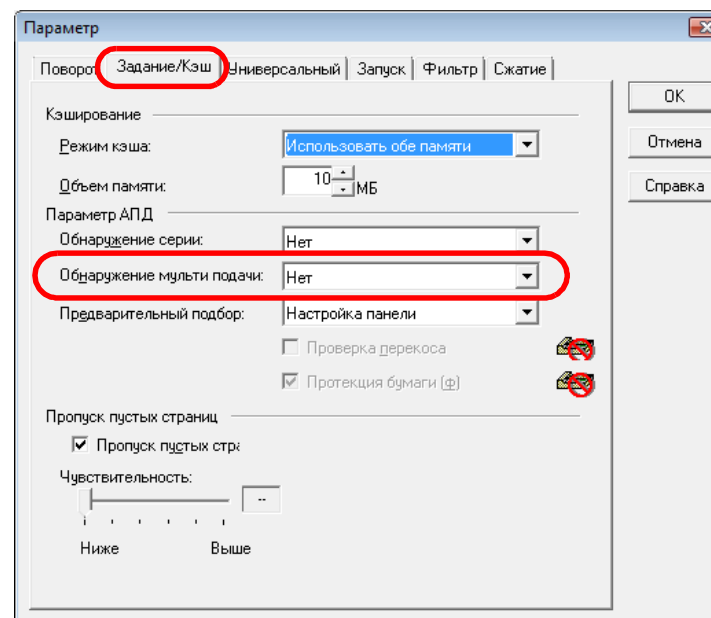 Параметр
Поворот Задание/Кэш Универсальный Запуск Фильтр Сжатие
OK
Отмена
Справка
Кэширование
Режим кэша: Использовать обе памяти
Объем памяти: 10 МБ
Параметр АПД
Обнаружение серии: Нет
Обнаружение мульти подачи: Нет
Предварительный подбор: Настройка панели
Проверка перекоса
Протекция бумаги (ф)
Пропуск пустых страниц
Пропуск пустых стра
Чувствительность:
--
Ниже Выше